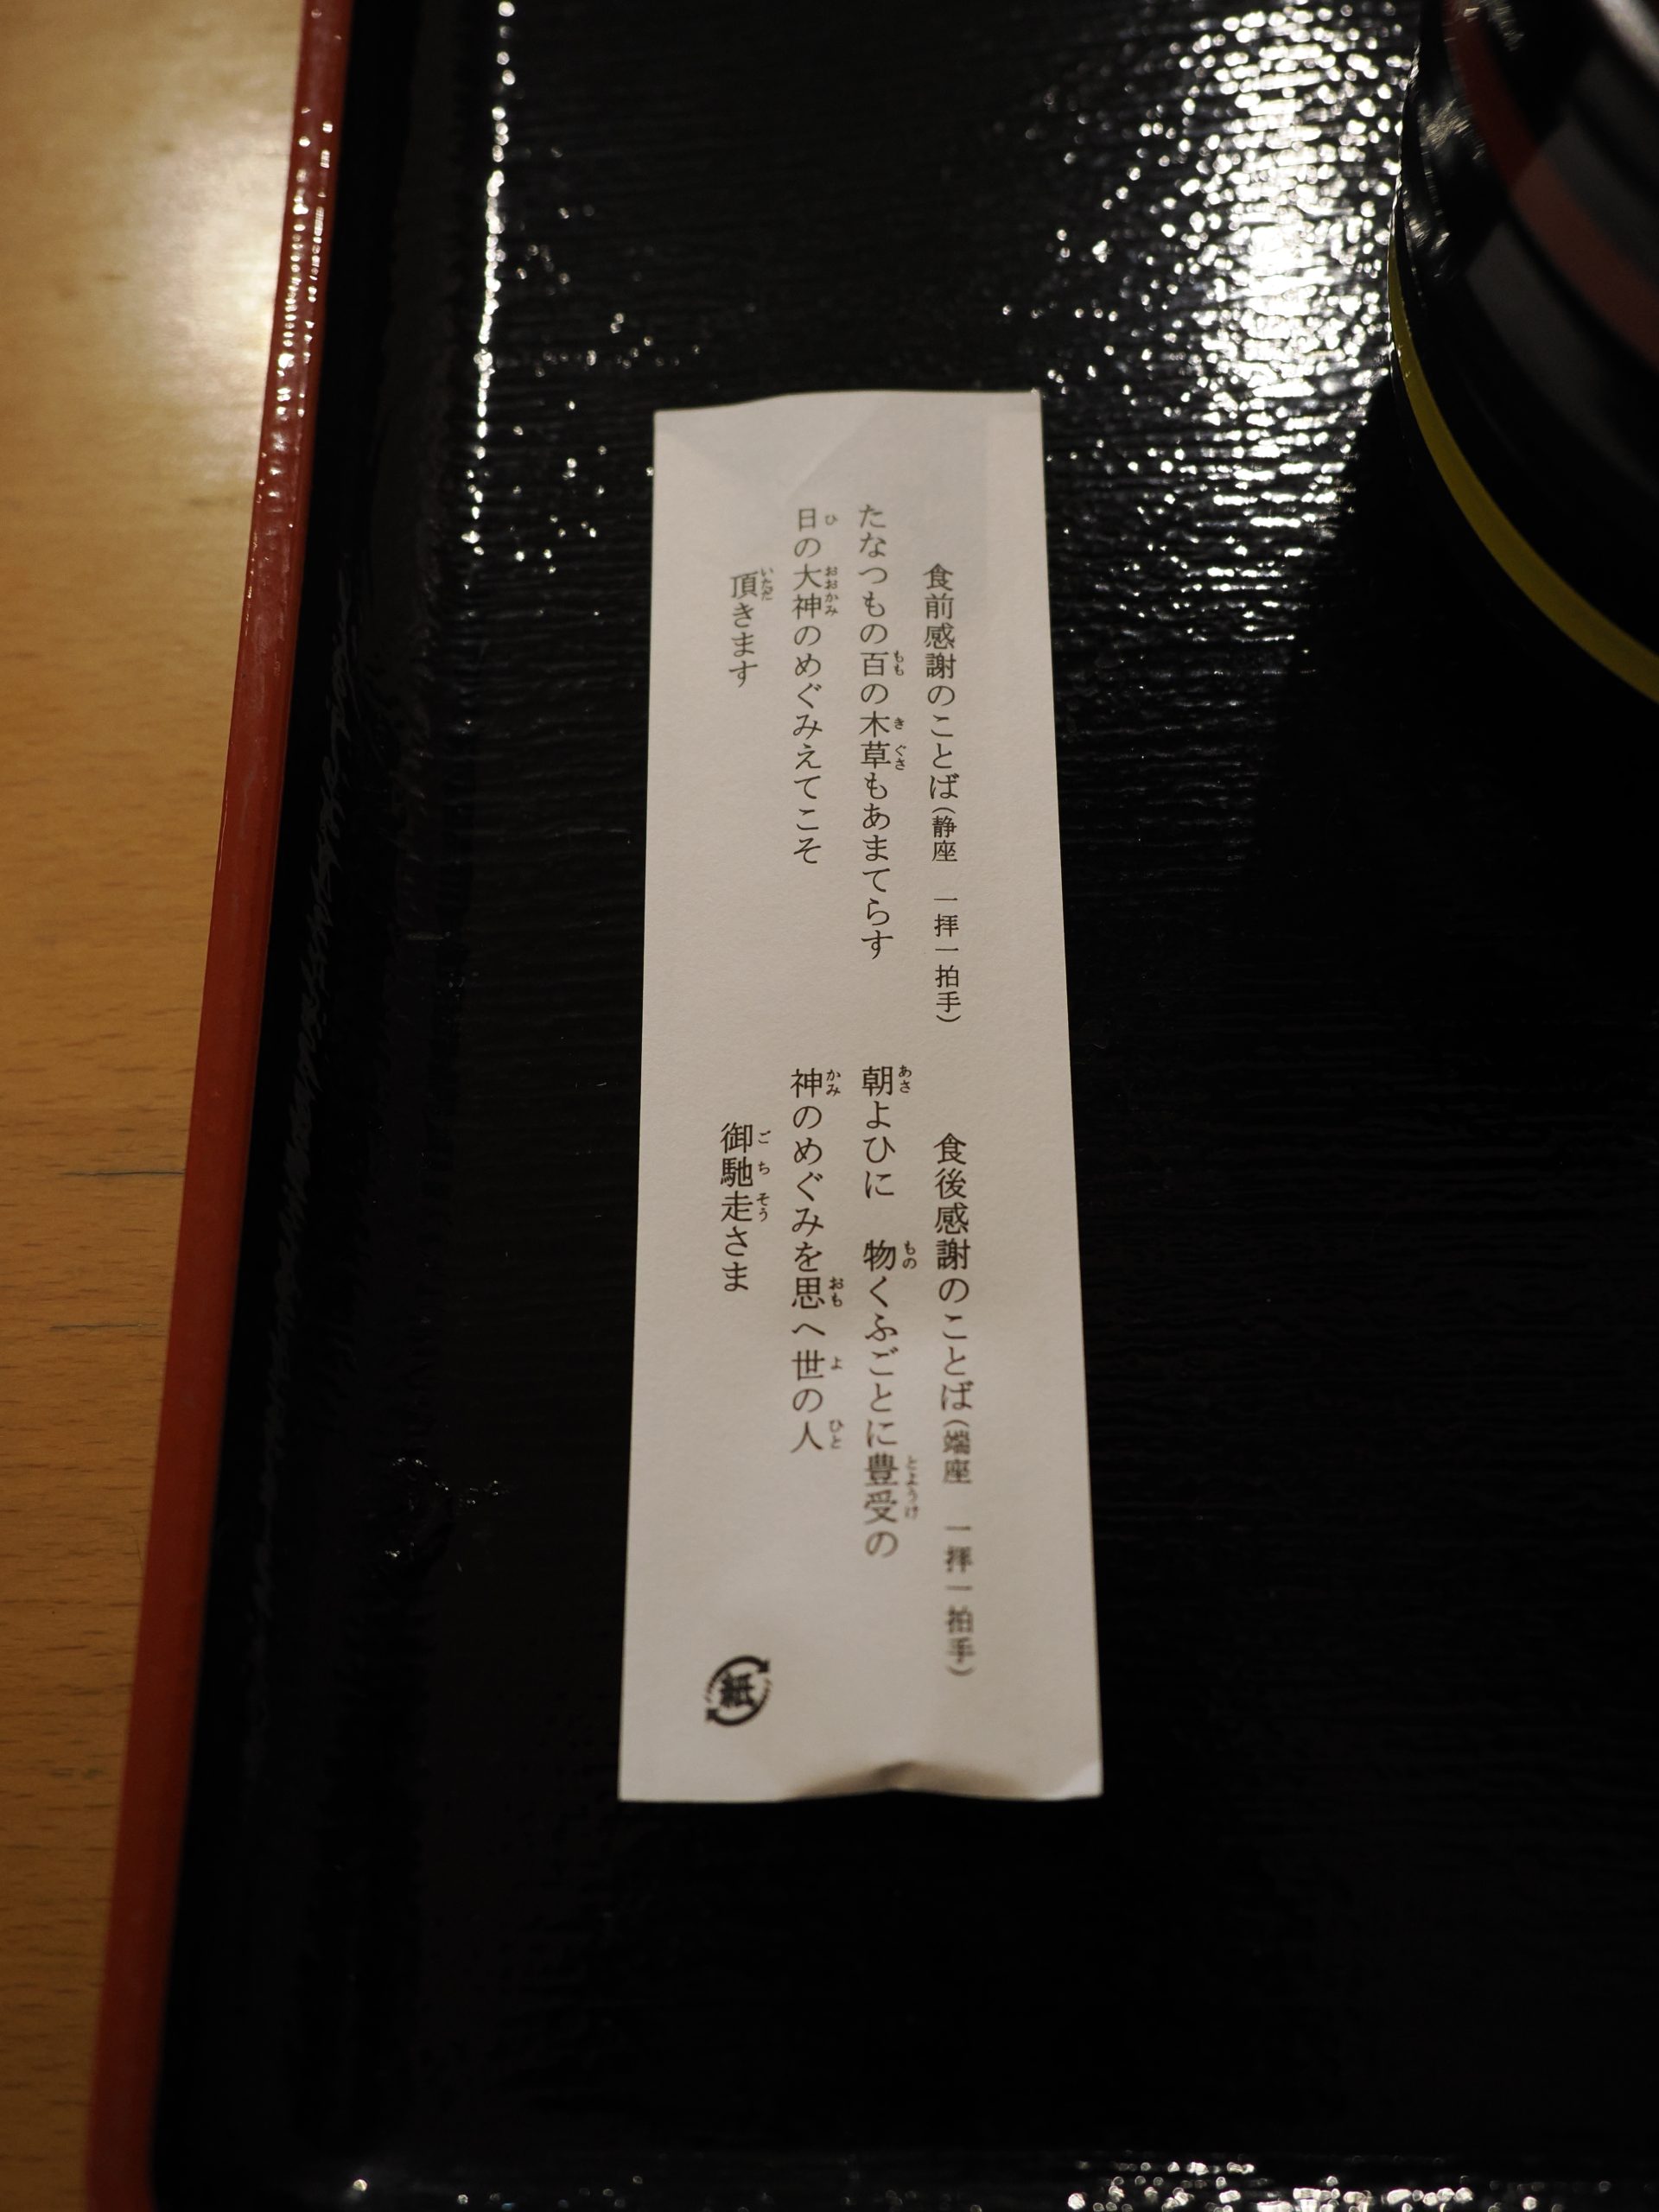 食前感謝のことば（静座　一拝一拍手）
たなつもの百の木草もあまてらす
日の大神のめぐみえてこそ
頂きます
食後感謝のことば（端座　一拝一拍手）
朝よひに　物くふごとに豊受の
神のめぐみを思へ世の人
御馳走さま
紙